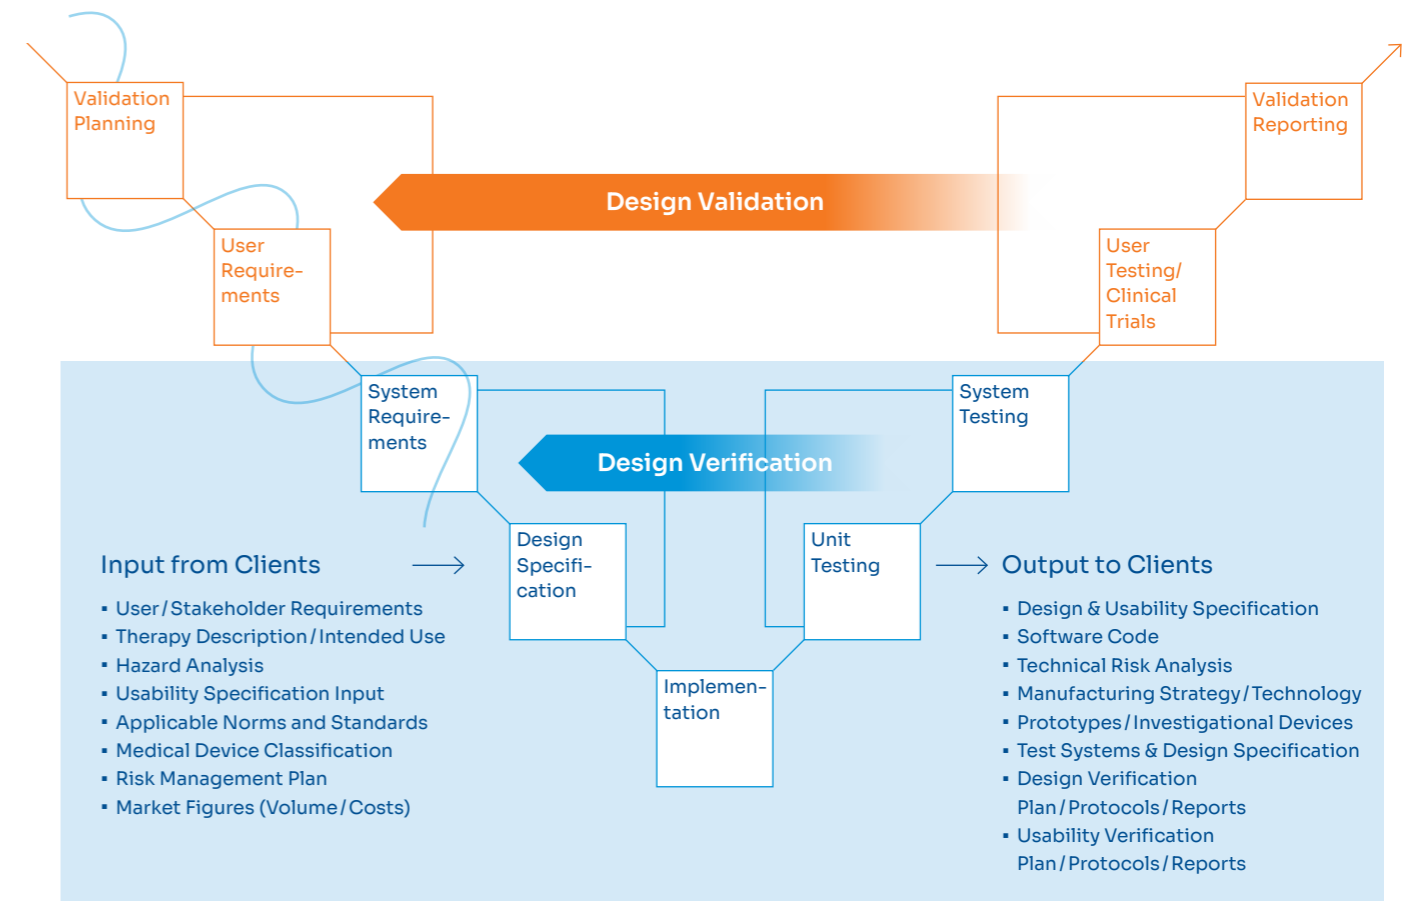 Validation
Planning
Validation
Reporting
Design Validation
User
Require-
ments
User
Testing/
Clinical
Trials
System
Require-
ments
System
Testing
Design Verification
Design
Specifi-
cation
Unit
Testing
Implemen-
tation
Input from Clients
▪ User/Stakeholder Requirements
▪ Therapy Description/Intended Use
▪ Hazard Analysis
▪ Usability Specification Input
▪ Applicable Norms and Standards
▪ Medical Device Classification
▪ Risk Management Plan
▪ Market Figures (Volume/Costs)
Output to Clients
▪ Design & Usability Specification
▪ Software Code
▪ Technical Risk Analysis
▪ Manufacturing Strategy/Technology
▪ Prototypes/Investigational Devices
▪ Test Systems & Design Specification
▪ Design Verification
Plan/Protocols/Reports
▪ Usability Verification
Plan/Protocols/Reports